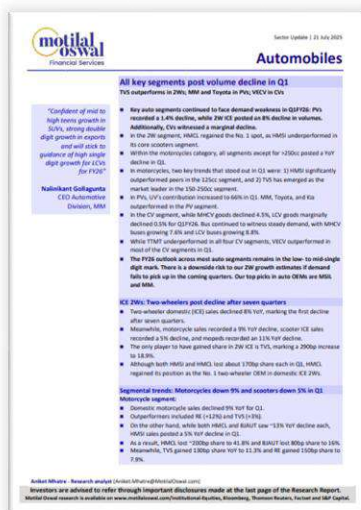 motilal oswal
Financial Services
Sector Update | 21 July 2025
Automobiles
All key segments post volume decline in Q1
TVS outperforms in 2Ws; MM and Toyota in PVs; VECV in CVs
"Confident of mid to
high teens growth in
SUVs, strong double
digit growth in exports
and will stick to
guidance of high single
digit growth for LCVs
for FY26"
Nalinikant Gollagunta
CEO Automotive
Division, MM
Key auto segments continued to face demand weakness in Q1FY26: PVs
recorded a 1.4% decline, while 2W ICE posted an 8% decline in volumes.
Additionally, CVs witnessed a marginal decline.
In the 2W segment, HMCL regained the No. 1 spot, as HMSI underperformed in
its core scooters segment.
Within the motorcycles category, all segments except for >250cc posted a YoY
decline in Q1.
In motorcycles, two key trends that stood out in Q1 were: 1) HMSI significantly
outperformed peers in the 125cc segment, and 2) TVS has emerged as the
market leader in the 150-250cc segment.
In PVs, UV's contribution increased to 66% in Q1. MM, Toyota, and Kia
outperformed in the PV segment.
In the CV segment, while MHCV goods declined 4.5%, LCV goods marginally
declined 0.5% for Q1FY26. Bus continued to witness steady demand, with MHCV
buses growing 7.6% and LCV buses growing 8.8%.
While TTMT underperformed in all four CV segments, VECV outperformed in
most of the CV segments in Q1.
The FY26 outlook across most auto segments remains in the low- to mid-single
digit mark. There is a downside risk to our 2W growth estimates if demand
fails to pick up in the coming quarters. Our top picks in auto OEMs are MSIL
and MM.
ICE 2Ws: Two-wheelers post decline after seven quarters
Two-wheeler domestic (ICE) sales declined 8% YoY, marking the first decline
after seven quarters.
Meanwhile, motorcycle sales recorded a 9% YoY decline, scooter ICE sales
recorded a 5% decline, and mopeds recorded an 11% YoY decline.
The only player to have gained share in 2W ICE is TVS, marking a 290bp increase
to 18.9%.
Although both HMSI and HMCL lost about 170bp share each in Q1, HMCL
regained its position as the No. 1 two-wheeler OEM in domestic ICE 2Ws.
Segmental trends: Motorcycles down 9% and scooters down 5% in Q1
Motorcycle segment:
Domestic motorcycle sales declined 9% YoY for Q1.
Outperformers included RE (+12%) and TVS (+3%).
On the other hand, while both HMCL and BJAUT saw ~13% YoY decline each,
HMSI sales posted a 5% YoY decline in Q1.
As a result, HMCL lost ~200bp share to 41.8% and BJAUT lost 80bp share to 16%.
Meanwhile, TVS gained 130bp share YoY to 11.3% and RE gained 150bp share to
7.9%.
Aniket Mhatre - Research analyst (Aniket.Mhatre@MotilalOswal.com)
Investors are advised to refer through important disclosures made at the last page of the Research Report.
Motilal Oswal research is available on www.motilaloswal.com/Institutional-Equities, Bloomberg, Thomson Reuters, Factset and S&P Capital.